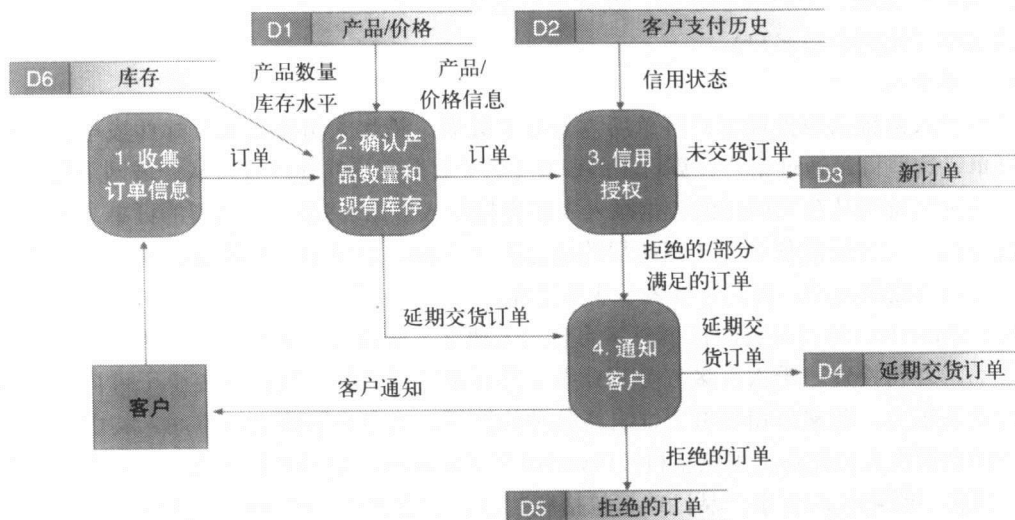 D1 产品/价格
D2 客户支付历史
D6 库存
产品数量
库存水平
产品/
价格信息
信用状态
1. 收集
订单信息
订单
2. 确认产
品数量和
现有库存
订单
3. 信用
授权
未交货订单
D3 新订单
拒绝的/部分
满足的订单
延期交货订单
4. 通知
客户
延期交
货订单
D4 延期交货订单
客户
客户通知
拒绝的订单
D5 拒绝的订单